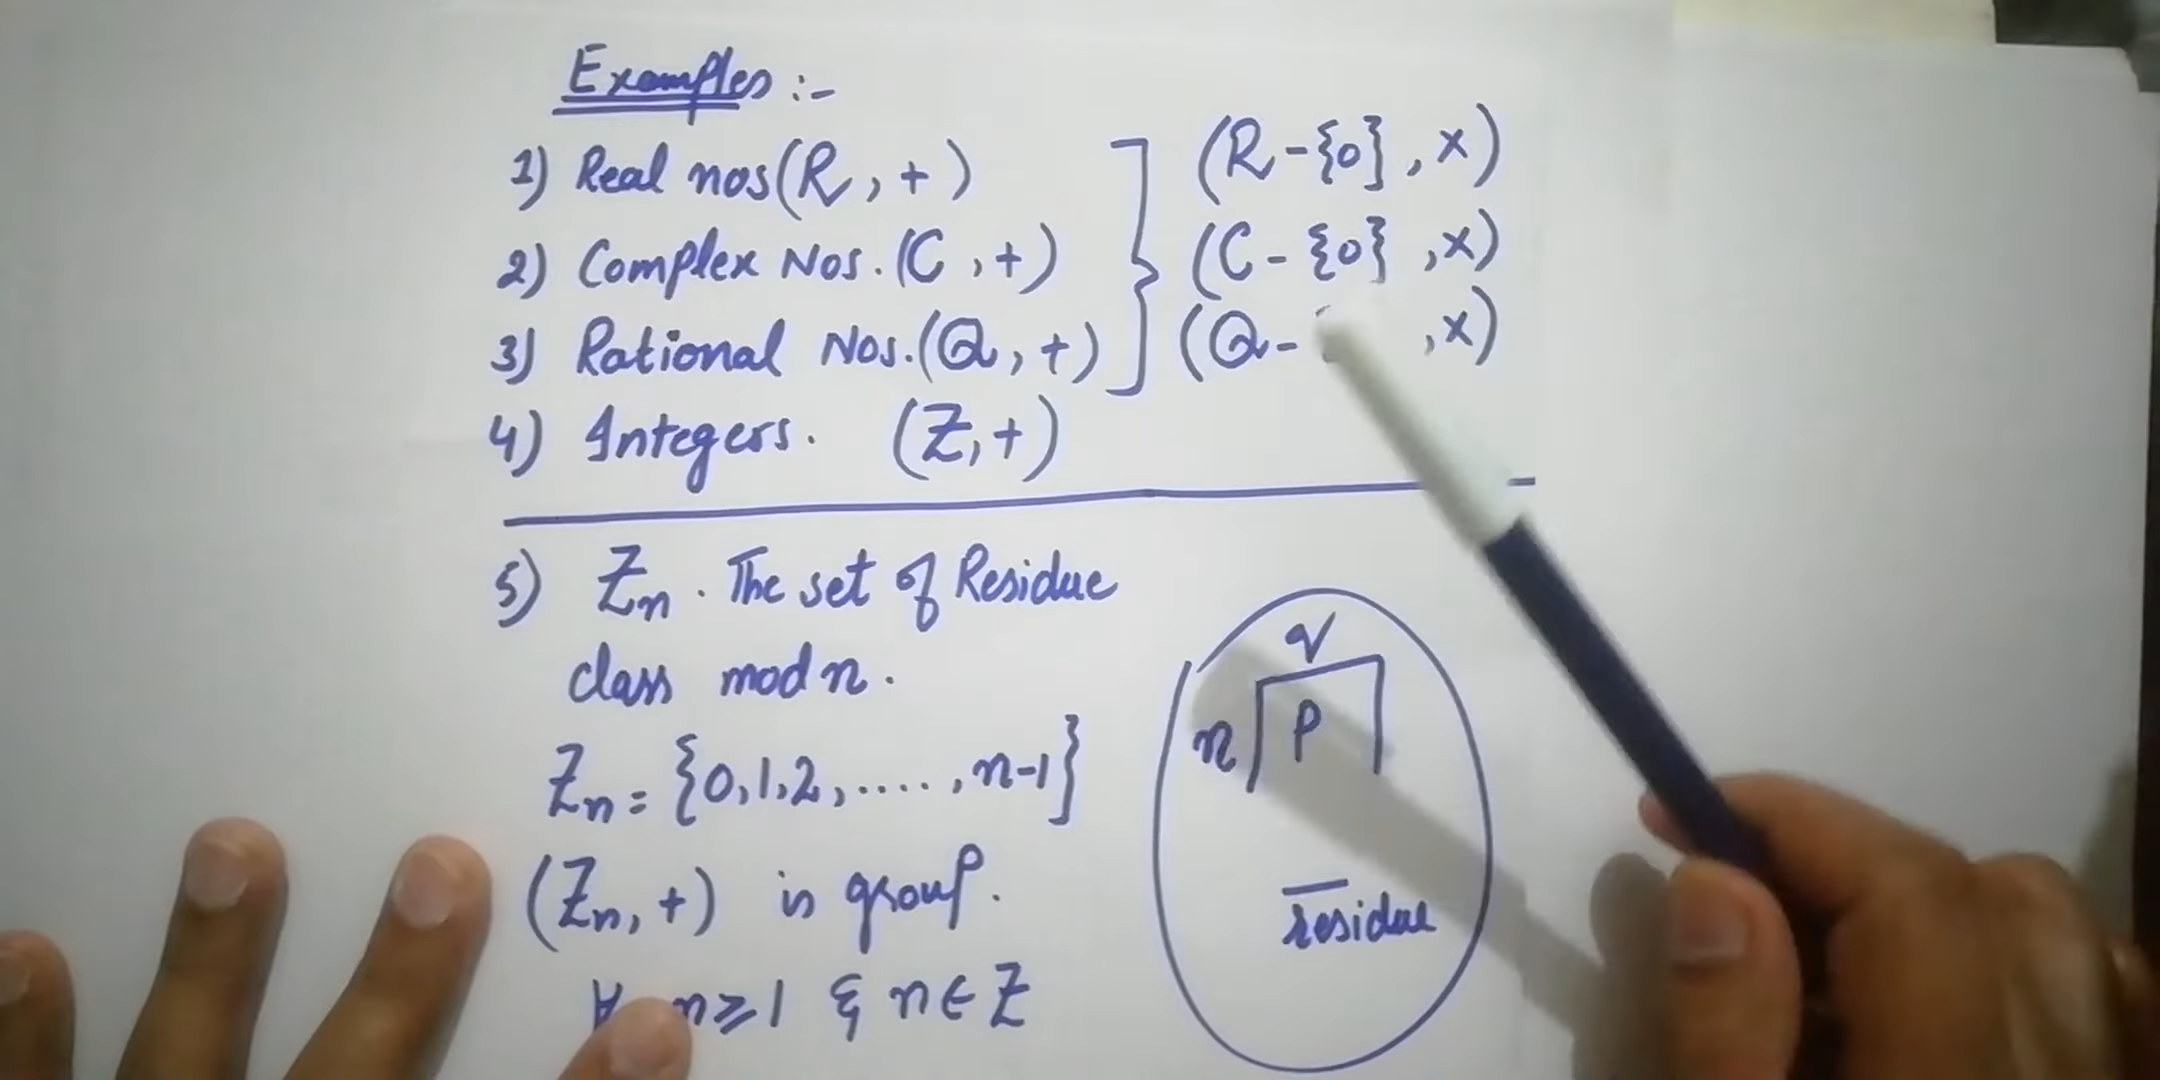 Examples :-
1) Real nos (R, +)
(R - {0}, x)
2) Complex Nos. (C, +)
(C - {0}, x)
3) Rational Nos. (Q, +)
(Q - {, x)
4) Integers. (Z, +)
5) Zn. The set of Residue
class mod n.
Zn = {0, 1, 2, ...., n-1}
(Zn, +) is group.
∀ n ≥ 1 & n ∈ Z
q
n P
residue